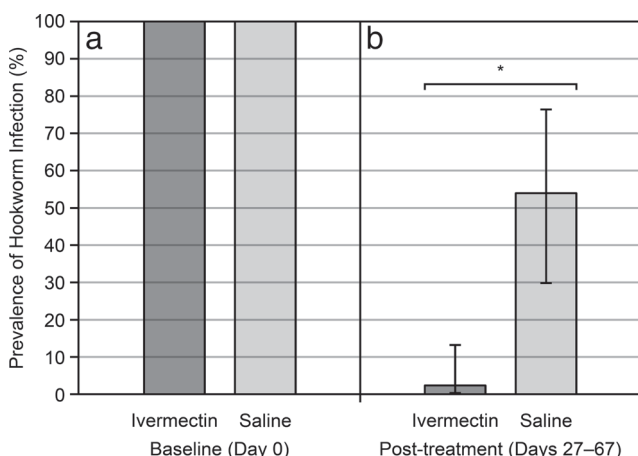 Prevalence of Hookworm Infection (%)
100
90
80
70
60
50
40
30
20
10
0
a
b
*
Ivermectin Saline
Baseline (Day 0)
Ivermectin Saline
Post-treatment (Days 27–67)